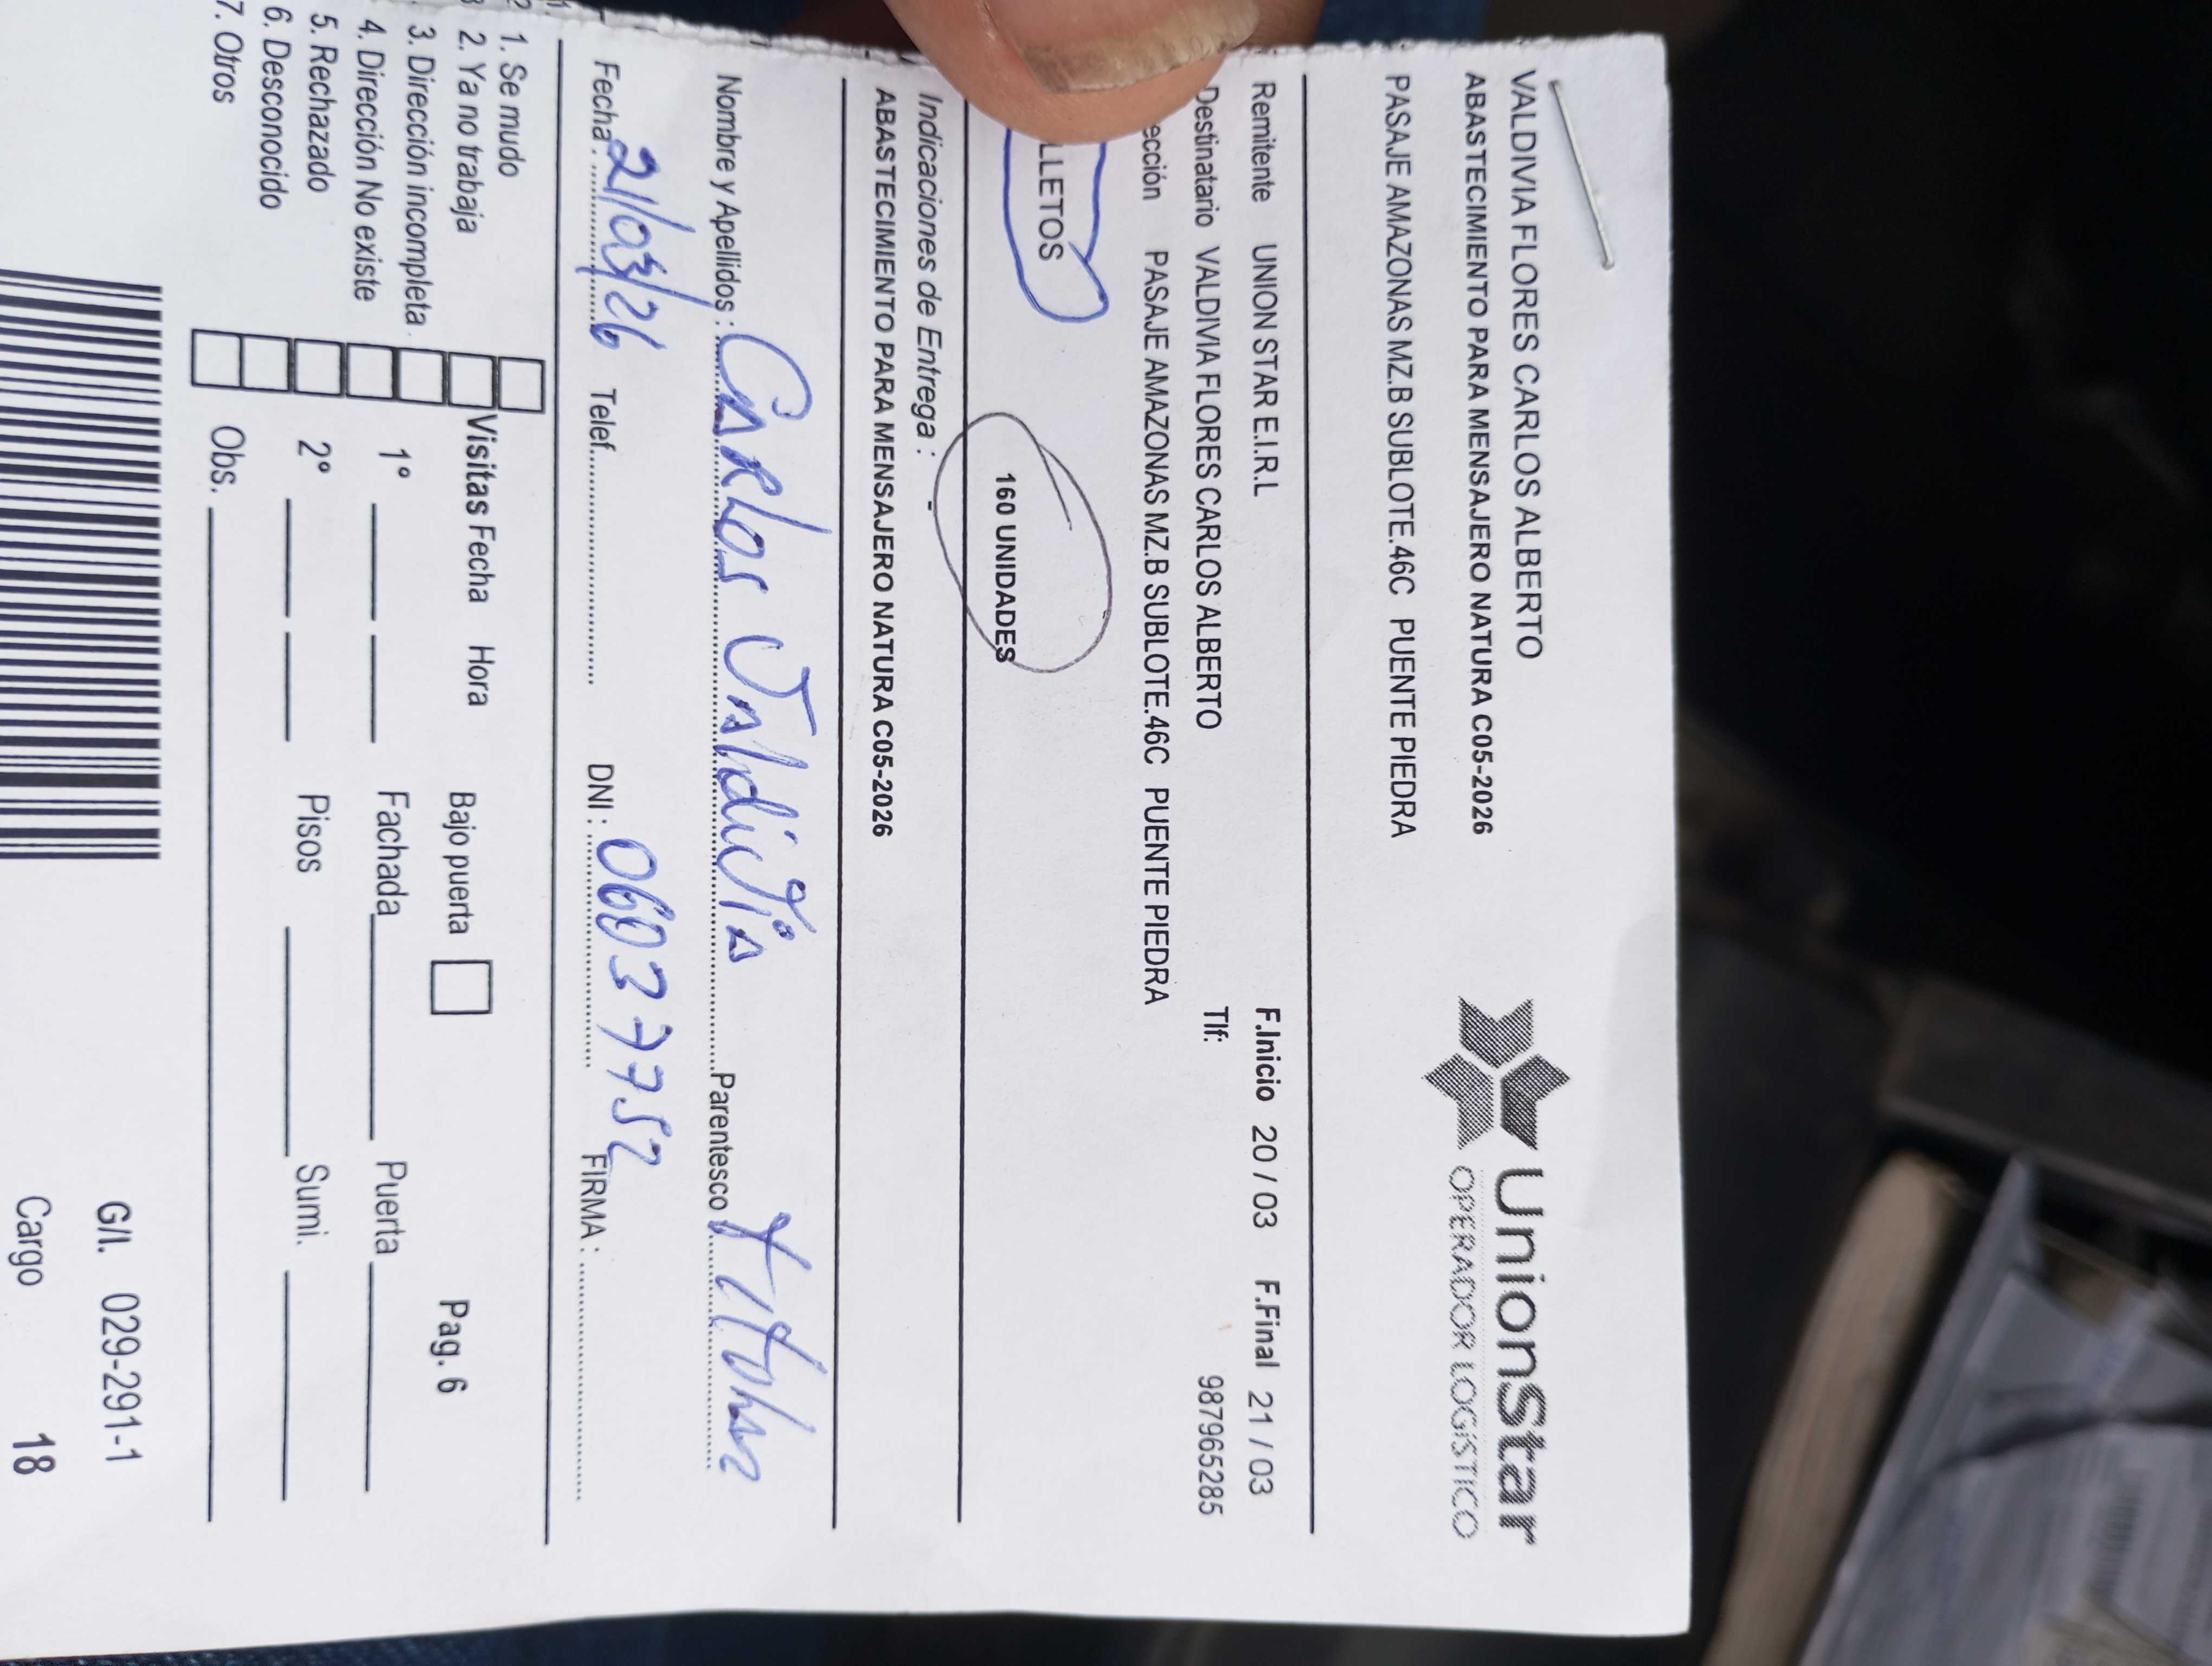 VALDIVIA FLORES CARLOS ALBERTO
ABASTECIMIENTO PARA MENSAJERO NATURA C05-2026
PASAJE AMAZONAS MZ.B SUBLOTE.46C PUENTE PIEDRA
UnionStar
OPERADOR LOGÍSTICO
Remitente UNION STAR E.I.R.L F.Inicio 20 / 03 F.Final 21 / 03
Destinatario VALDIVIA FLORES CARLOS ALBERTO Tlf: 987965285
ección PASAJE AMAZONAS MZ.B SUBLOTE.46C PUENTE PIEDRA
LLETOS 160 UNIDADES
Indicaciones de Entrega : -
ABASTECIMIENTO PARA MENSAJERO NATURA C05-2026
Nombre y Apellidos : Carlos Valdivia Parentesco Titular
Fecha : 21/03/26 Telef. DNI : 06037752 FIRMA :
1. Se mudo
2. Ya no trabaja
3. Dirección incompleta
4. Dirección No existe
5. Rechazado
6. Desconocido
7. Otros
Visitas Fecha Hora Bajo puerta Pag. 6
1° Fachada Puerta
2° Pisos Sumi.
Obs.
G/I. 029-291-1
Cargo 18